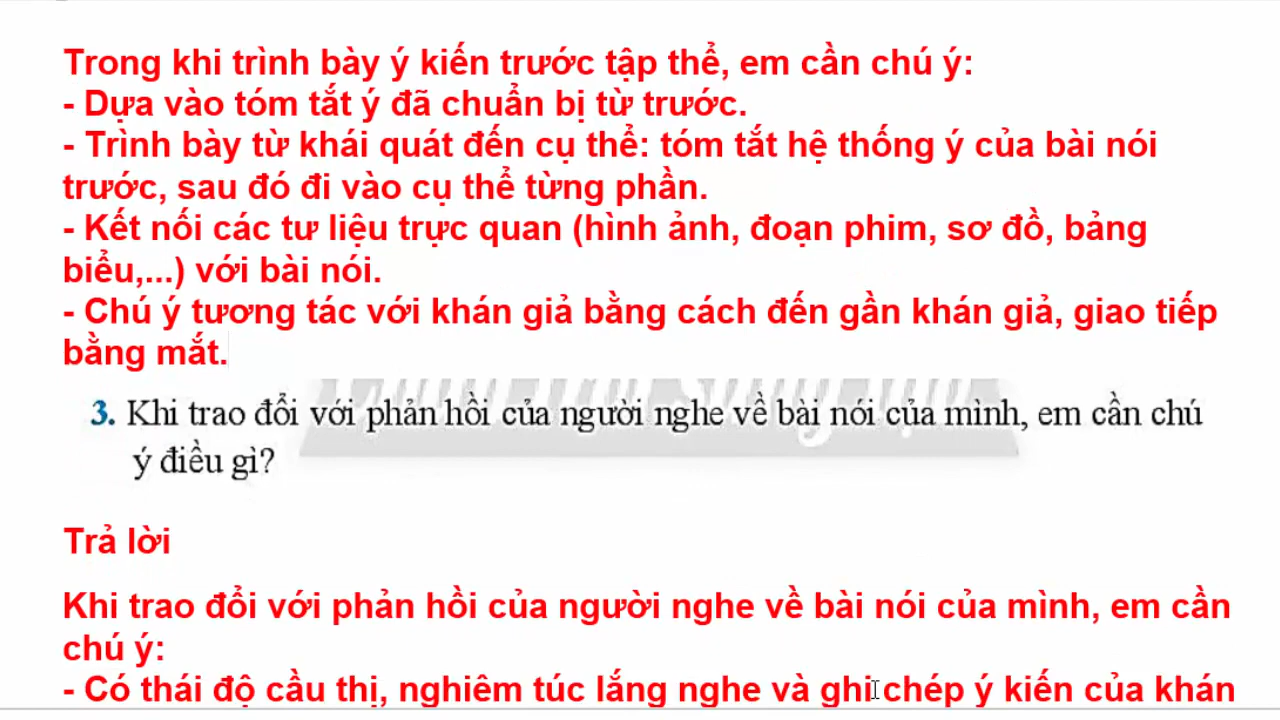 Trong khi trình bày ý kiến trước tập thể, em cần chú ý:
- Dựa vào tóm tắt ý đã chuẩn bị từ trước.
- Trình bày từ khái quát đến cụ thể: tóm tắt hệ thống ý của bài nói
trước, sau đó đi vào cụ thể từng phần.
- Kết nối các tư liệu trực quan (hình ảnh, đoạn phim, sơ đồ, bảng
biểu,...) với bài nói.
- Chú ý tương tác với khán giả bằng cách đến gần khán giả, giao tiếp
bằng mắt.
3. Khi trao đổi với phản hồi của người nghe về bài nói của mình, em cần chú
ý điều gì?
Trả lời
Khi trao đổi với phản hồi của người nghe về bài nói của mình, em cần
chú ý:
- Có thái độ cầu thị, nghiêm túc lắng nghe và ghi chép ý kiến của khán